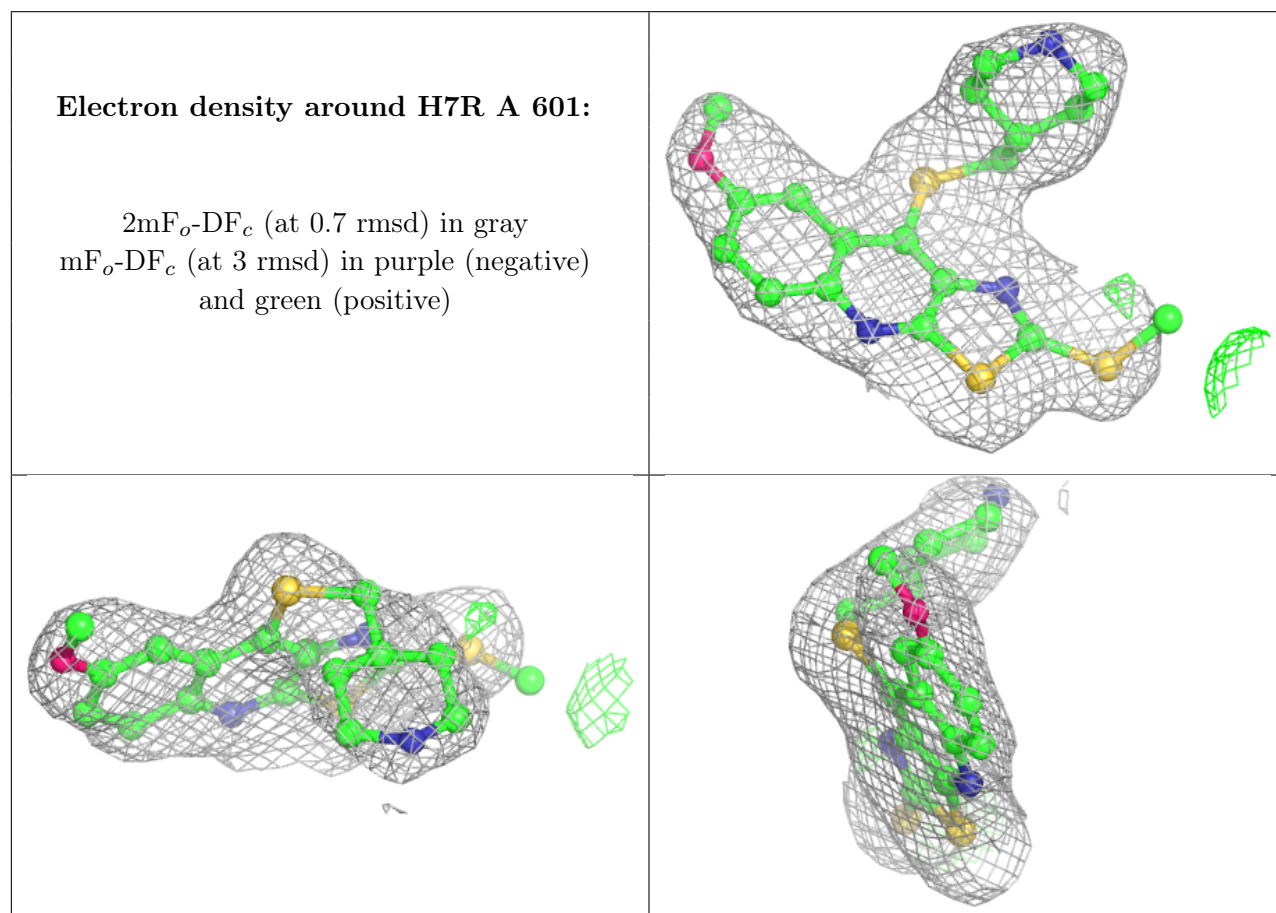 Electron density around H7R A 601:
2mFo-DFc (at 0.7 rmsd) in gray
mFo-DFc (at 3 rmsd) in purple (negative)
and green (positive)